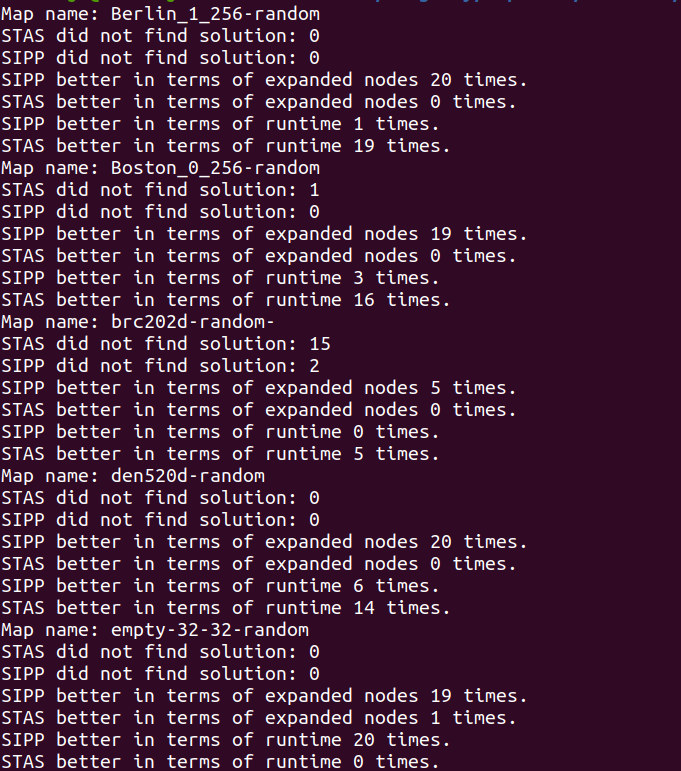 Map name: Berlin_1_256-random
STAS did not find solution: 0
SIPP did not find solution: 0
SIPP better in terms of expanded nodes 20 times.
STAS better in terms of expanded nodes 0 times.
SIPP better in terms of runtime 1 times.
STAS better in terms of runtime 19 times.
Map name: Boston_0_256-random
STAS did not find solution: 1
SIPP did not find solution: 0
SIPP better in terms of expanded nodes 19 times.
STAS better in terms of expanded nodes 0 times.
SIPP better in terms of runtime 3 times.
STAS better in terms of runtime 16 times.
Map name: brc202d-random-
STAS did not find solution: 15
SIPP did not find solution: 2
SIPP better in terms of expanded nodes 5 times.
STAS better in terms of expanded nodes 0 times.
SIPP better in terms of runtime 0 times.
STAS better in terms of runtime 5 times.
Map name: den520d-random
STAS did not find solution: 0
SIPP did not find solution: 0
SIPP better in terms of expanded nodes 20 times.
STAS better in terms of expanded nodes 0 times.
SIPP better in terms of runtime 6 times.
STAS better in terms of runtime 14 times.
Map name: empty-32-32-random
STAS did not find solution: 0
SIPP did not find solution: 0
SIPP better in terms of expanded nodes 19 times.
STAS better in terms of expanded nodes 1 times.
SIPP better in terms of runtime 20 times.
STAS better in terms of runtime 0 times.